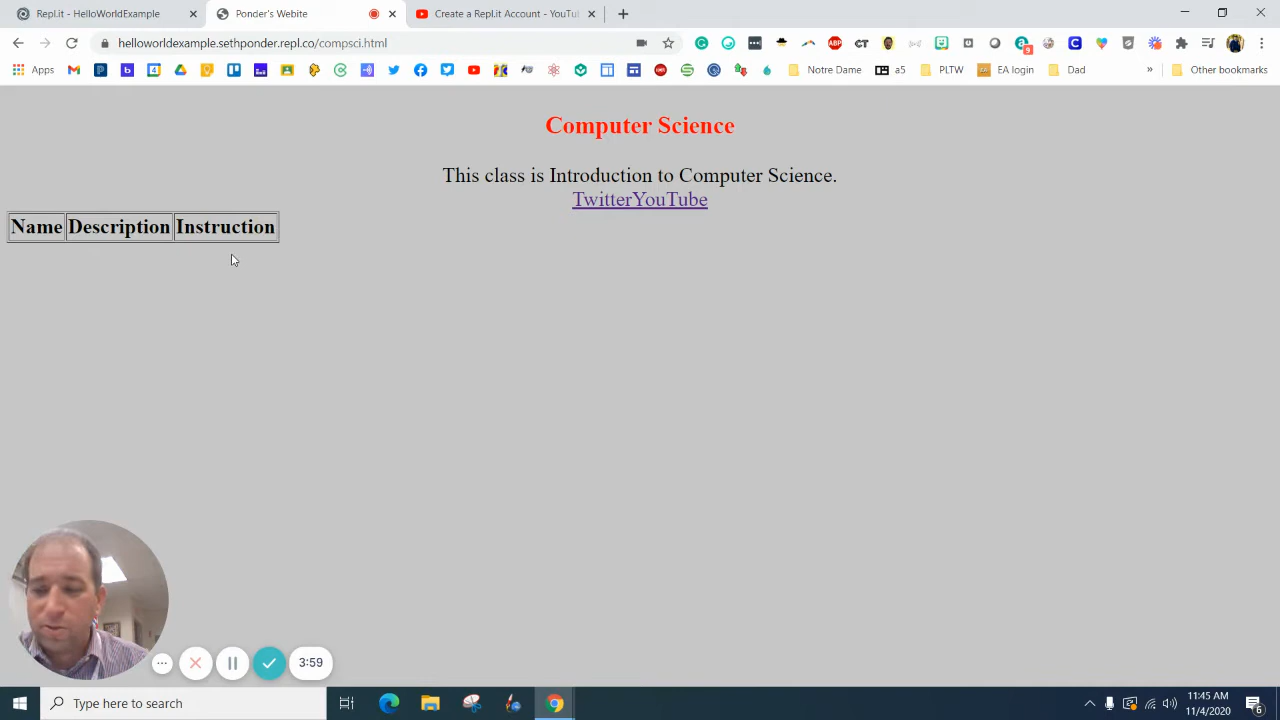 Repl.it - HelloWorldExample
Ponder's Webite
Create a Repl.it Account - YouTu
helloworldexample.sethponder.repl.co/compsci.html
Apps
Notre Dame
a5
PLTW
EA login
Dad
»
Other bookmarks
Computer Science
This class is Introduction to Computer Science.
TwitterYouTube
Name Description Instruction
3:59
Type here to search
11:45 AM
11/4/2020
6